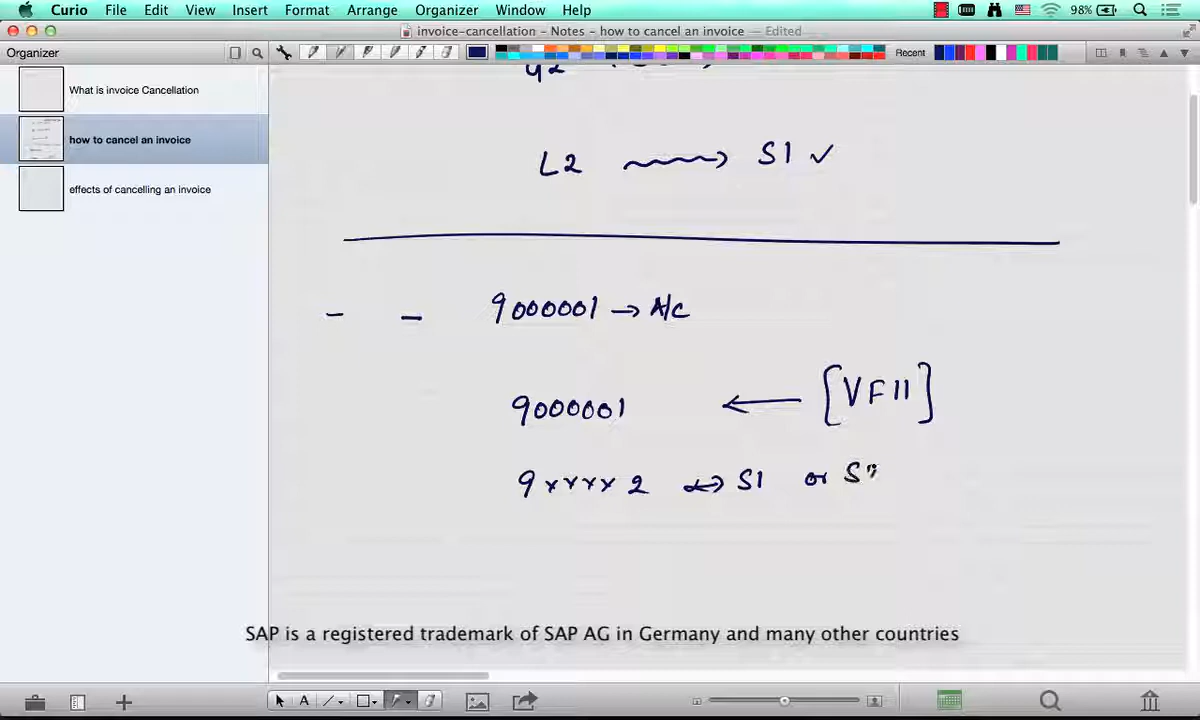 Curio File Edit View Insert Format Arrange Organizer Window Help 98%
invoice-cancellation - Notes - how to cancel an invoice — Edited
Organizer Recent
What is invoice Cancellation
how to cancel an invoice
effects of cancelling an invoice
L2 S1 ✓
- - 9000001 → A/c
9000001 ← [VF11]
9xxxx2 ↔ S1 or S
SAP is a registered trademark of SAP AG in Germany and many other countries
A